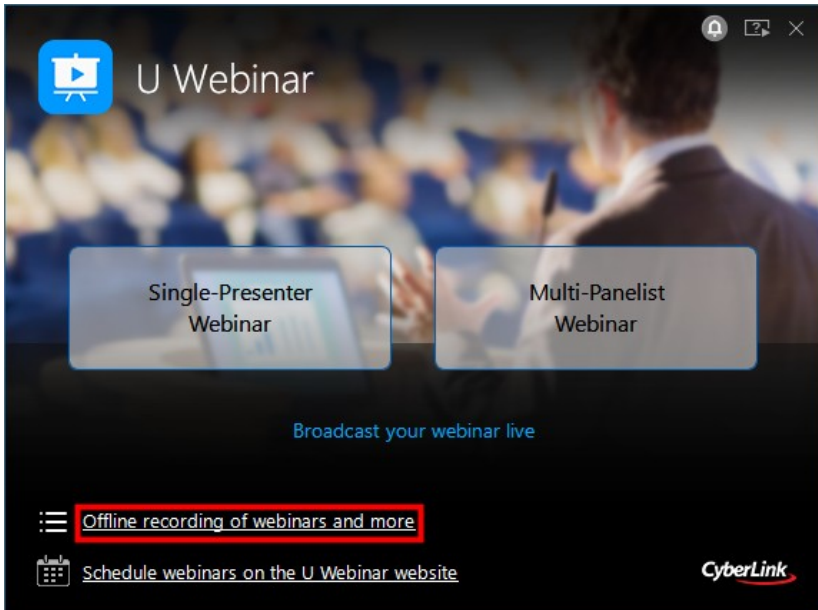 U Webinar
Single-Presenter
Webinar
Multi-Panelist
Webinar
Broadcast your webinar live
Offline recording of webinars and more
Schedule webinars on the U Webinar website
CyberLink